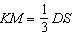 KM = 1/3 DS